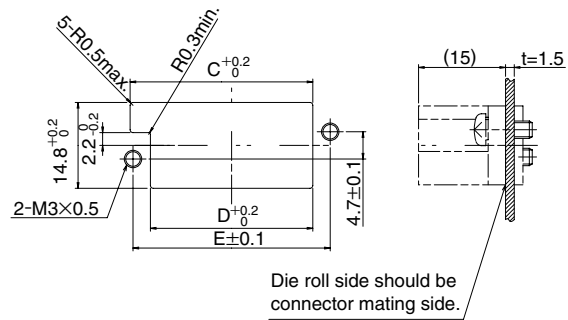 5-R0.5max.
R0.3min.
C+0.2 0
14.8+0.2 0
2.2 0 -0.2
2-M3×0.5
D+0.2 0
E±0.1
4.7±0.1
(15)
t=1.5
Die roll side should be
connector mating side.